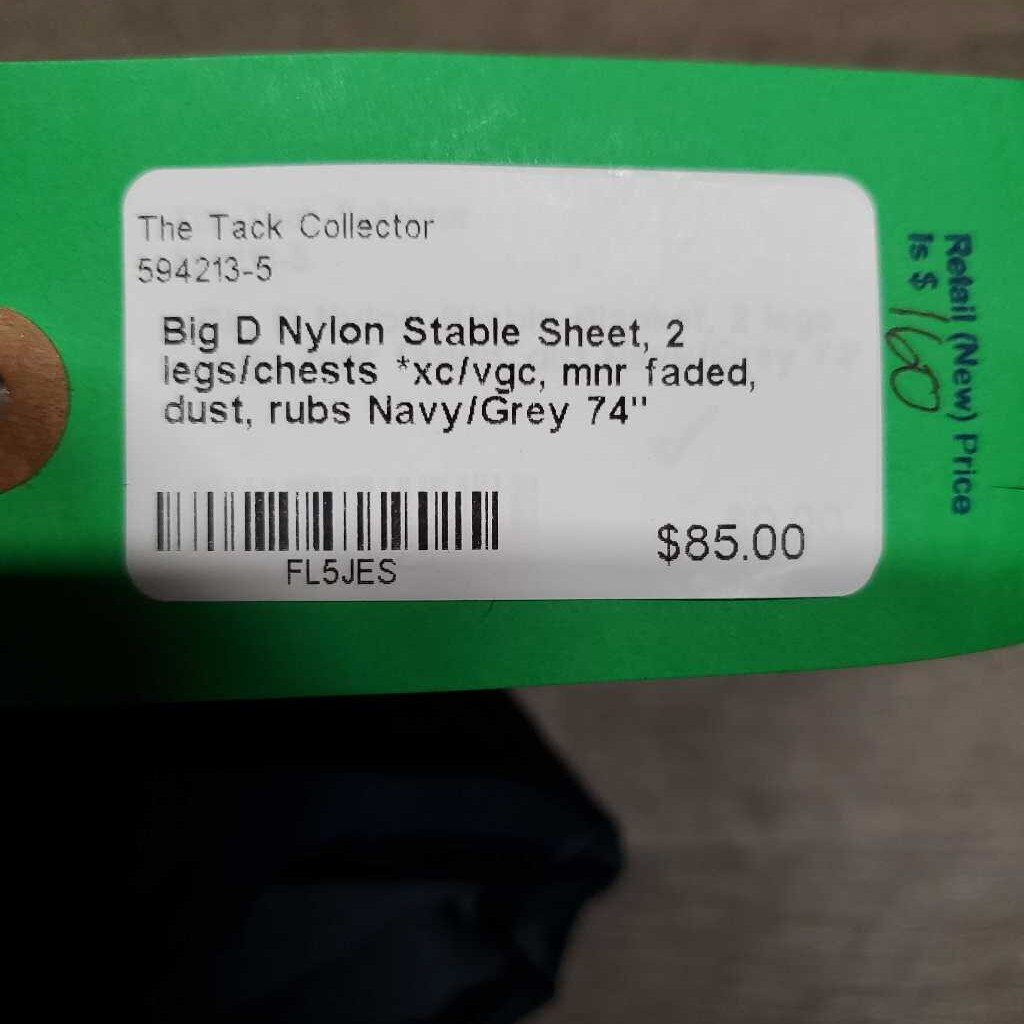 The Tack Collector
594213-5
Big D Nylon Stable Sheet, 2
legs/chests *xc/vgc, mnr faded,
dust, rubs Navy/Grey 74"
FL5JES
$85.00
Retail (New) Price
Is $ 160